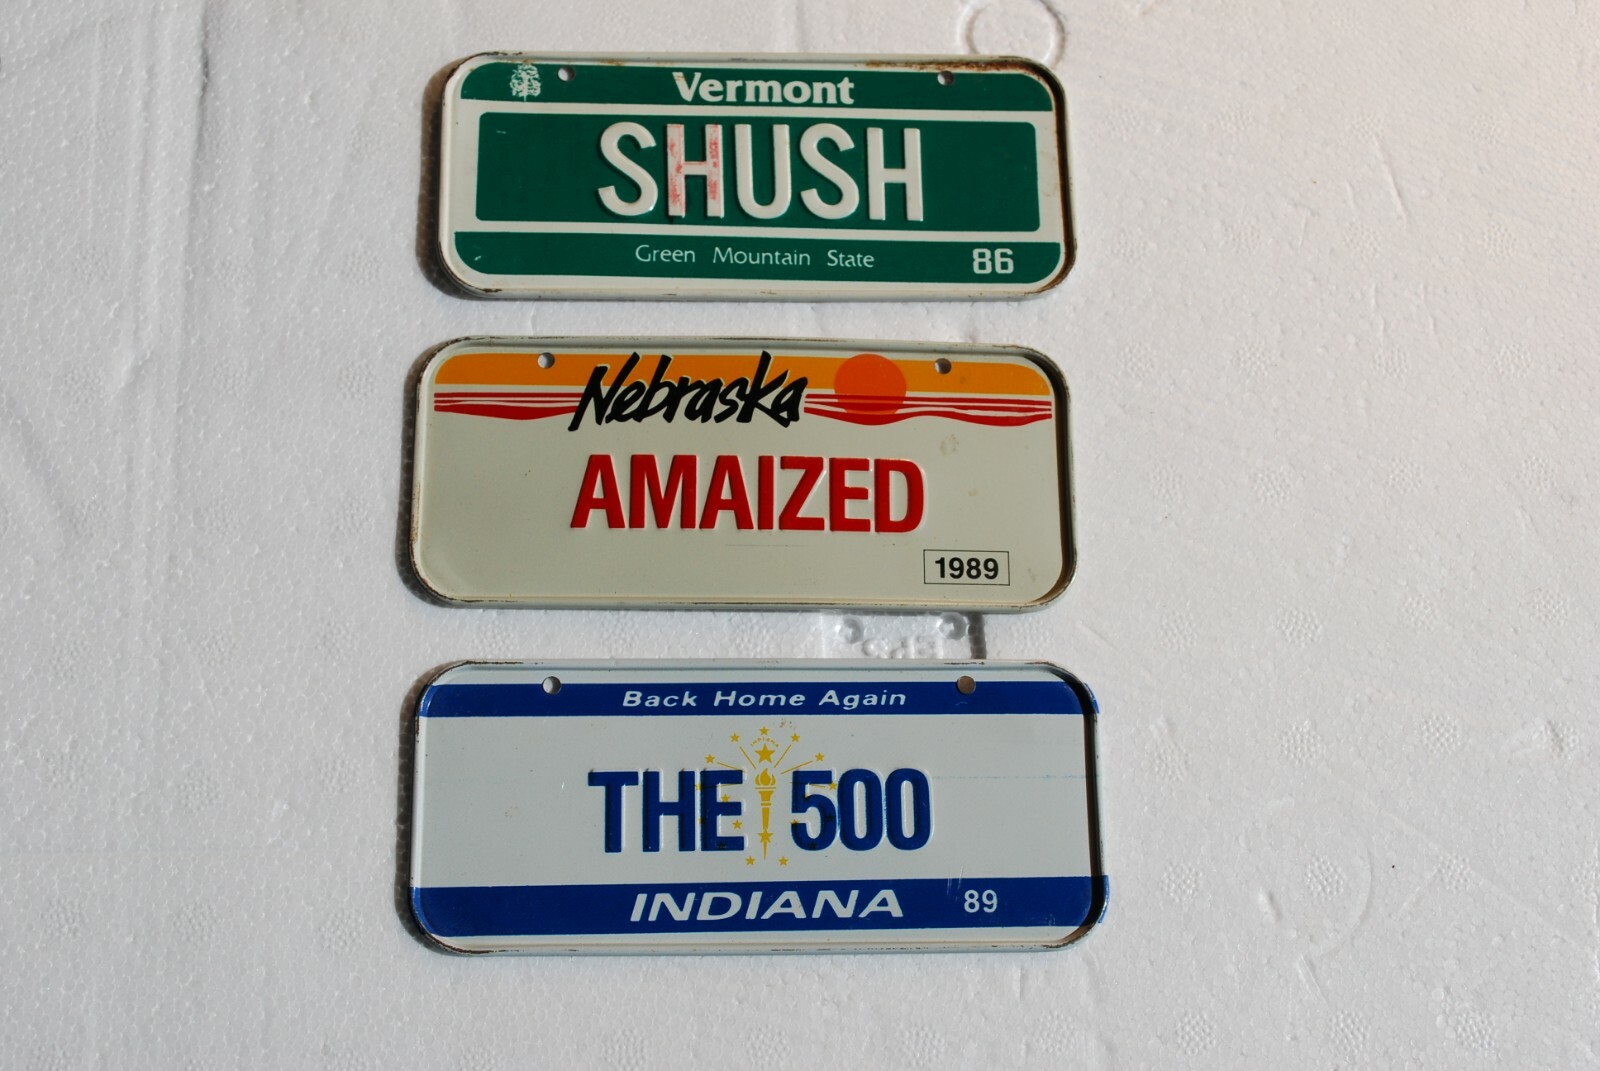 Vermont
SHUSH
Green Mountain State 86
Nebraska
AMAIZED
1989
Back Home Again
THE 500
INDIANA 89